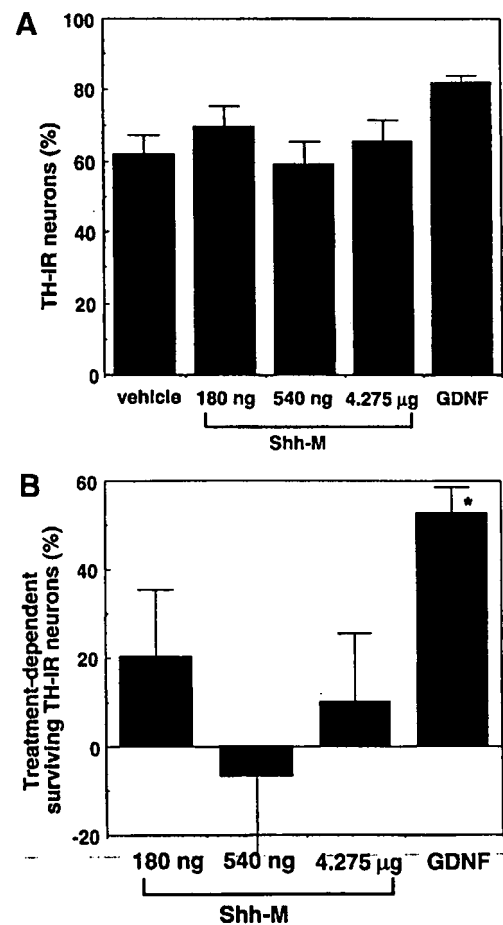 A
TH-IR neurons (%)
100
80
60
40
20
0
vehicle 180 ng 540 ng 4.275 µg GDNF
Shh-M
B
Treatment-dependent
surviving TH-IR neurons (%)
60
40
20
0
-20
*
180 ng 540 ng 4.275 µg GDNF
Shh-M